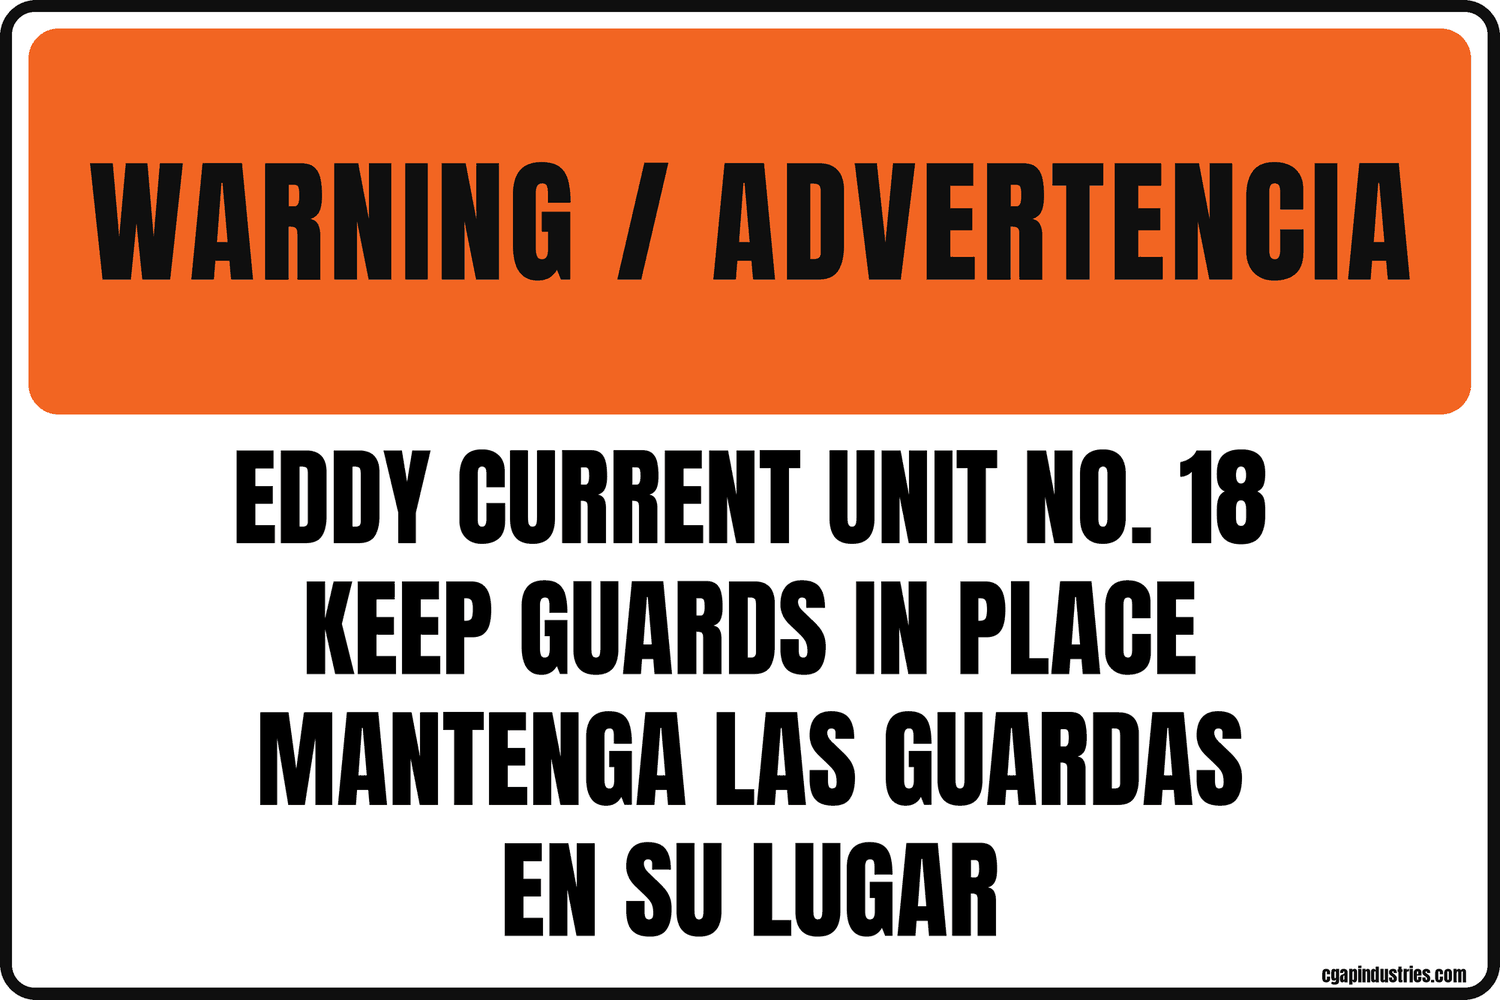 WARNING / ADVERTENCIA
EDDY CURRENT UNIT NO. 18
KEEP GUARDS IN PLACE
MANTENGA LAS GUARDAS
EN SU LUGAR
cgapindustries.com